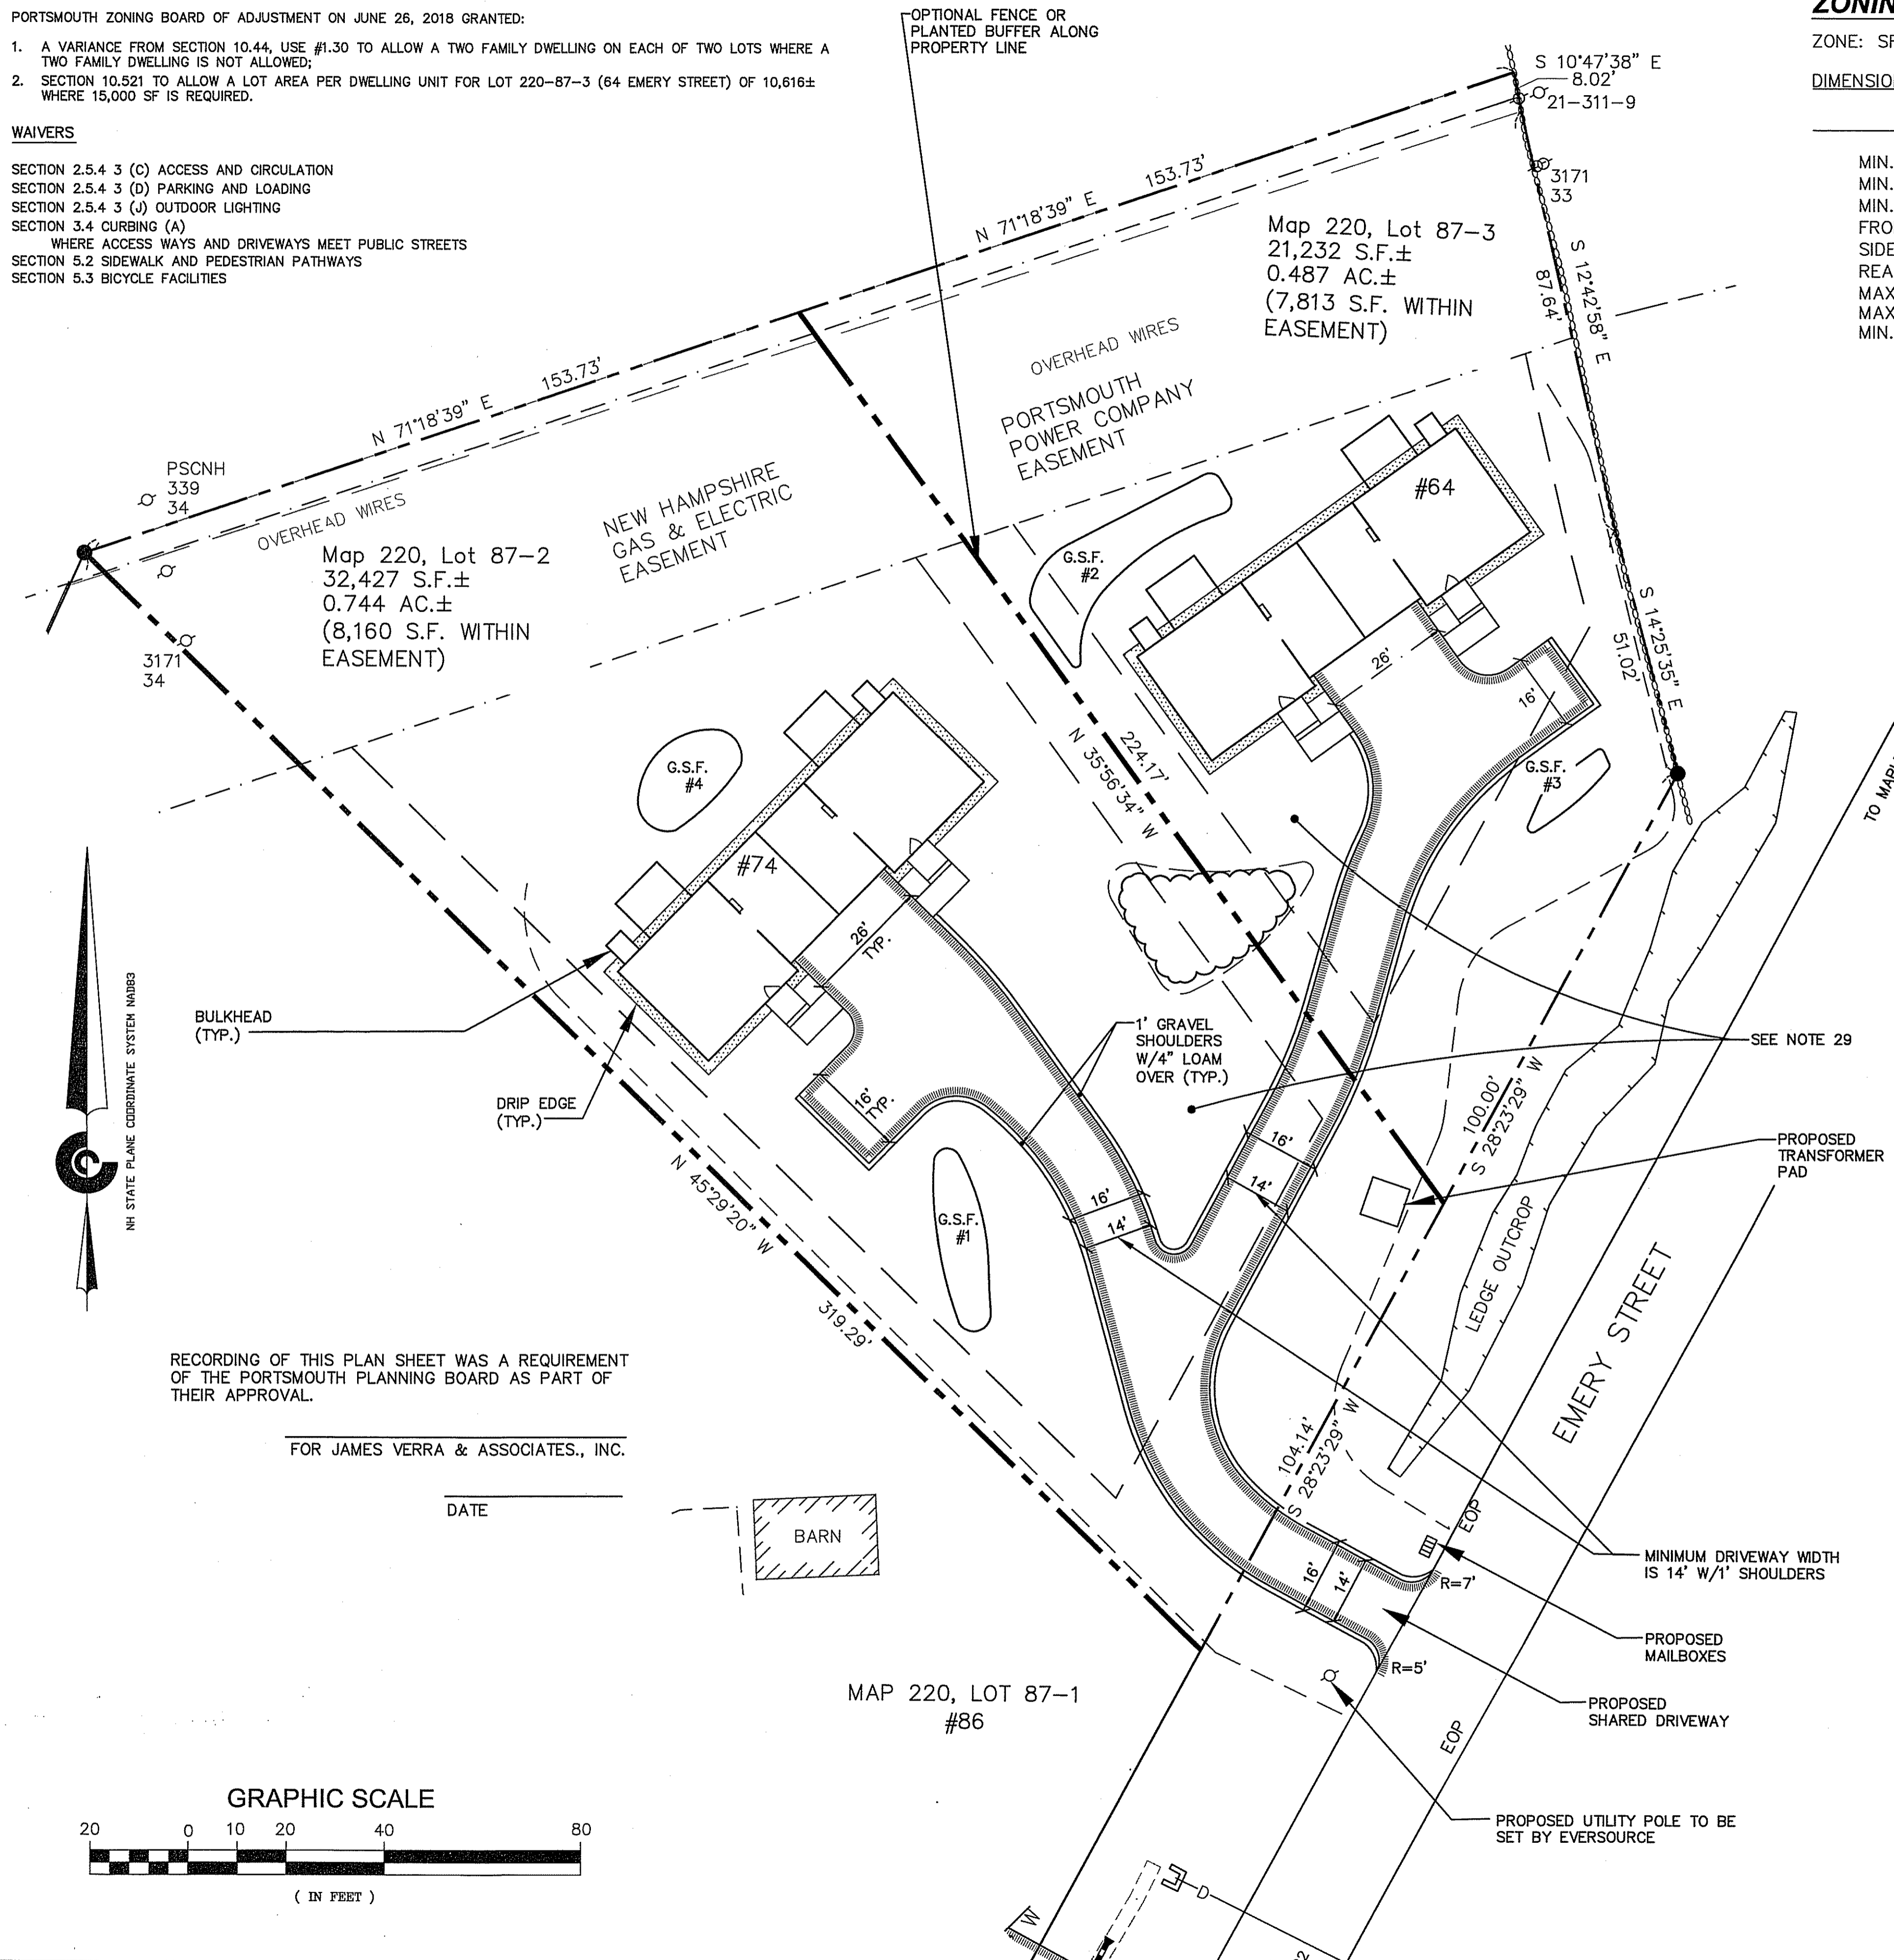 PORTSMOUTH ZONING BOARD OF ADJUSTMENT ON JUNE 26, 2018 GRANTED:
1. A VARIANCE FROM SECTION 10.44, USE #1.30 TO ALLOW A TWO FAMILY DWELLING ON EACH OF TWO LOTS WHERE A
TWO FAMILY DWELLING IS NOT ALLOWED;
2. SECTION 10.521 TO ALLOW A LOT AREA PER DWELLING UNIT FOR LOT 220-87-3 (64 EMERY STREET) OF 10,616±
WHERE 15,000 SF IS REQUIRED.
WAIVERS
SECTION 2.5.4 3 (C) ACCESS AND CIRCULATION
SECTION 2.5.4 3 (D) PARKING AND LOADING
SECTION 2.5.4 3 (J) OUTDOOR LIGHTING
SECTION 3.4 CURBING (A)
WHERE ACCESS WAYS AND DRIVEWAYS MEET PUBLIC STREETS
SECTION 5.2 SIDEWALK AND PEDESTRIAN PATHWAYS
SECTION 5.3 BICYCLE FACILITIES
OPTIONAL FENCE OR
PLANTED BUFFER ALONG
PROPERTY LINE
ZONE:
MIN.
MIN.
MIN.
MIN.
S 10°47'38" E
8.02'
21-311-9
3171
33
S 12°42'58" E
87.64'
N 71°18'39" E
153.73'
Map 220, Lot 87-3
21,232 S.F.±
0.487 AC.±
(7,813 S.F. WITHIN
EASEMENT)
OVERHEAD WIRES
PORTSMOUTH
POWER COMPANY
EASEMENT
N 71°18'39" E
153.73'
PSCNH
339
34
OVERHEAD WIRES
NEW HAMPSHIRE
GAS & ELECTRIC
EASEMENT
Map 220, Lot 87-2
32,427 S.F.±
0.744 AC.±
(8,160 S.F. WITHIN
EASEMENT)
3171
34
#64
G.S.F.
#2
26'
16'
S 14°25'35" E
51.02'
G.S.F.
#3
224.17'
N 35°56'34" W
G.S.F.
#4
#74
26'
TYP.
16'
TYP.
BULKHEAD
(TYP.)
DRIP EDGE
(TYP.)
1' GRAVEL
SHOULDERS
W/4" LOAM
OVER (TYP.)
SEE NOTE 29
NH STATE PLANE COORDINATE SYSTEM NAD83
100.00'
S 28°23'29" W
PROPOSED
TRANSFORMER
PAD
16'
14'
16'
14'
G.S.F.
#1
N 45°29'20" W
319.29'
LEDGE OUTCROP
EMERY STREET
RECORDING OF THIS PLAN SHEET WAS A REQUIREMENT
OF THE PORTSMOUTH PLANNING BOARD AS PART OF
THEIR APPROVAL.
FOR JAMES VERRA & ASSOCIATES., INC.
DATE
BARN
104.14'
S 28°23'29" W
EOP
16'
14'
R=7'
R=5'
MINIMUM DRIVEWAY WIDTH
IS 14' W/1' SHOULDERS
PROPOSED
MAILBOXES
PROPOSED
SHARED DRIVEWAY
MAP 220, LOT 87-1
#86
EOP
PROPOSED UTILITY POLE TO BE
SET BY EVERSOURCE
GRAPHIC SCALE
20 0 10 20 40 80
( IN FEET )
D
W